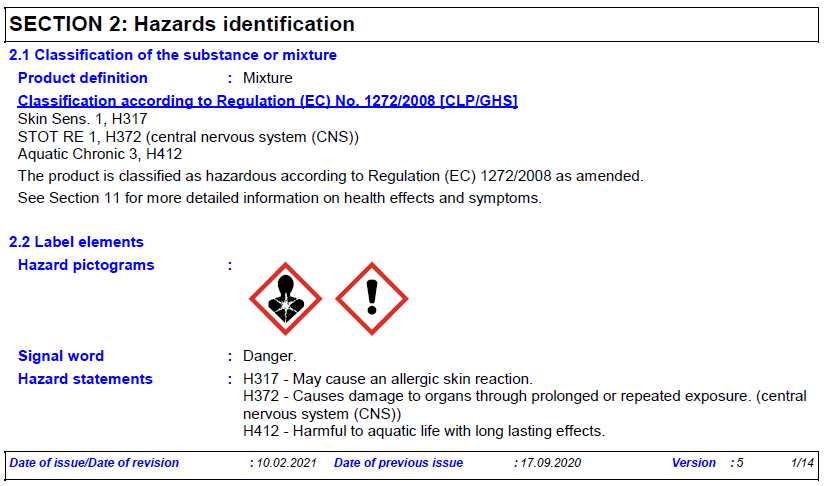 SECTION 2: Hazards identification
2.1 Classification of the substance or mixture
Product definition : Mixture
Classification according to Regulation (EC) No. 1272/2008 [CLP/GHS]
Skin Sens. 1, H317
STOT RE 1, H372 (central nervous system (CNS))
Aquatic Chronic 3, H412
The product is classified as hazardous according to Regulation (EC) 1272/2008 as amended.
See Section 11 for more detailed information on health effects and symptoms.
2.2 Label elements
Hazard pictograms :
Signal word : Danger.
Hazard statements : H317 - May cause an allergic skin reaction.
H372 - Causes damage to organs through prolonged or repeated exposure. (central
nervous system (CNS))
H412 - Harmful to aquatic life with long lasting effects.
Date of issue/Date of revision : 10.02.2021 Date of previous issue : 17.09.2020 Version : 5 1/14